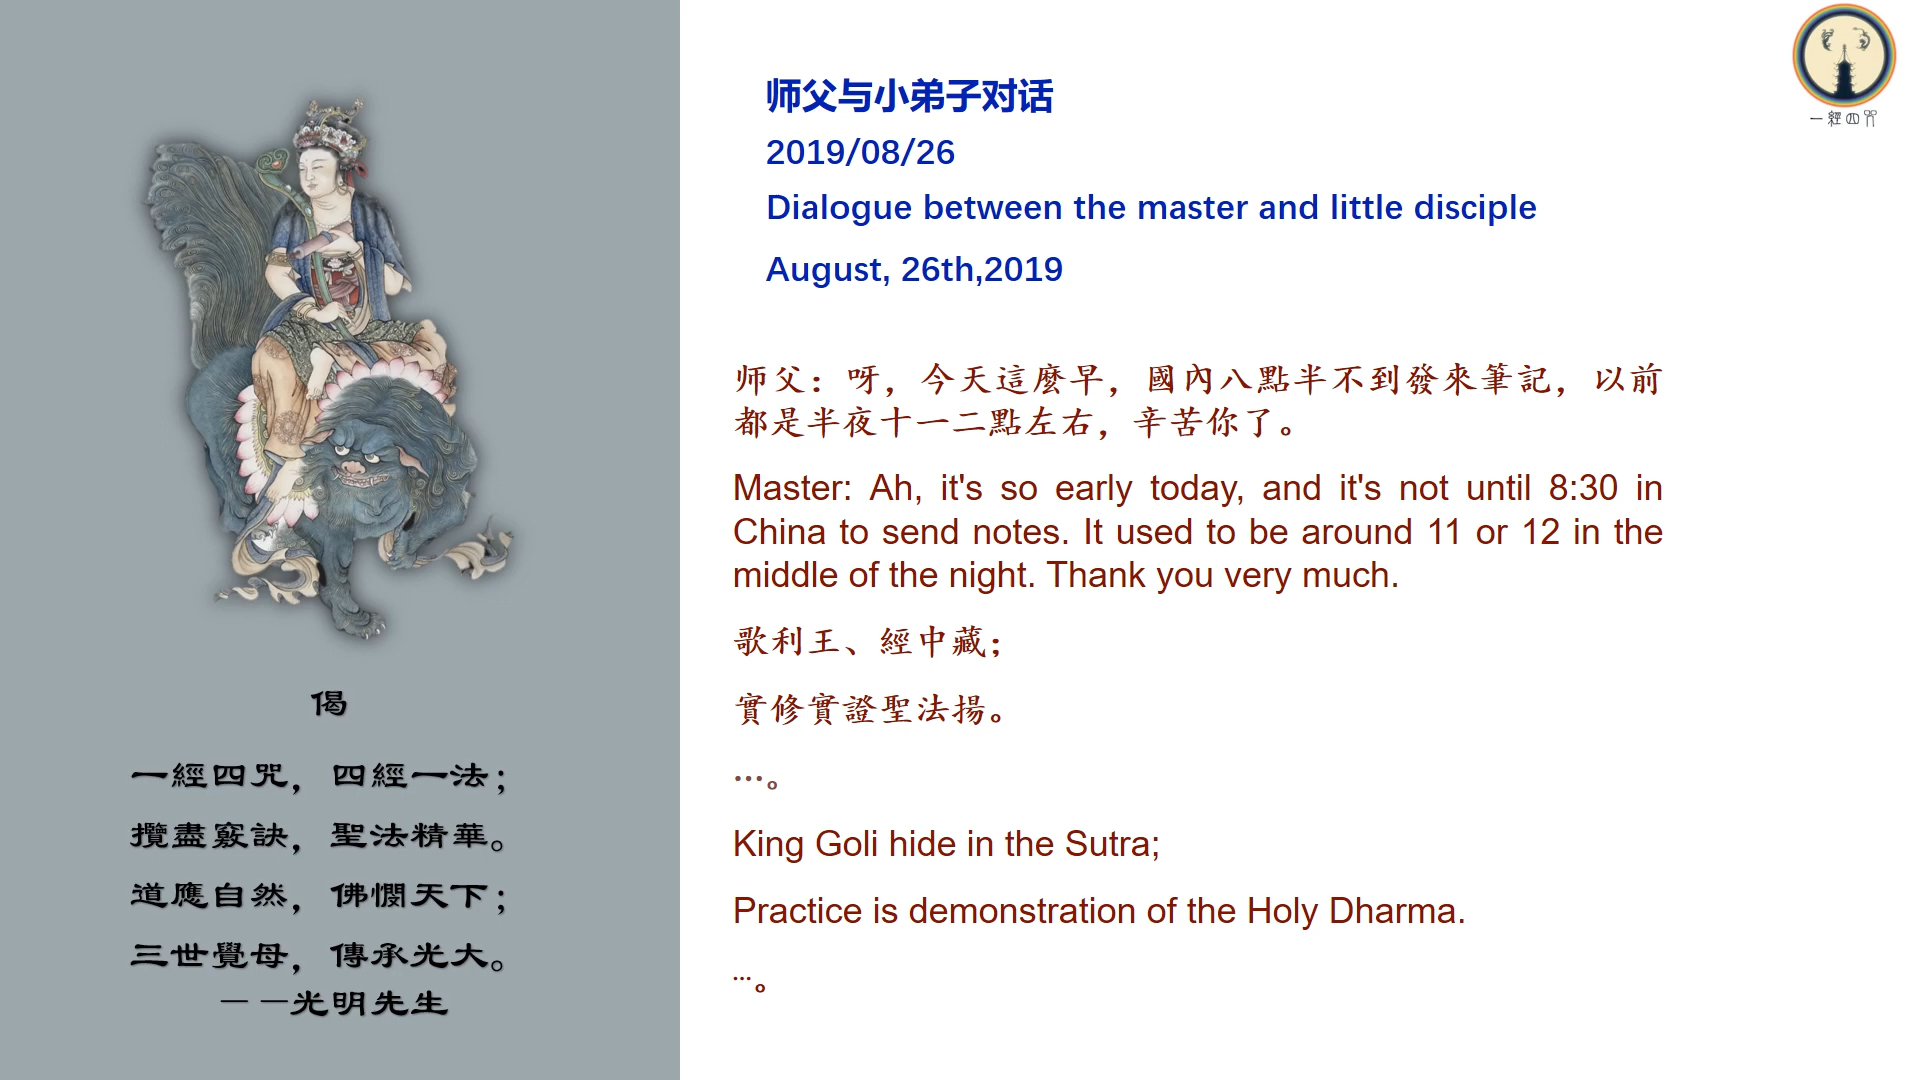 偈
一經四咒，四經一法；
攬盡竅訣，聖法精華。
道應自然，佛憫天下；
三世覺母，傳承光大。
——光明先生
师父与小弟子对话
2019/08/26
Dialogue between the master and little disciple
August, 26th,2019
师父：呀，今天這麼早，國內八點半不到發來筆記，以前
都是半夜十一二點左右，辛苦你了。
Master: Ah, it's so early today, and it's not until 8:30 in
China to send notes. It used to be around 11 or 12 in the
middle of the night. Thank you very much.
歌利王、經中藏；
實修實證聖法揚。
…。
King Goli hide in the Sutra;
Practice is demonstration of the Holy Dharma.
…。
一經四咒